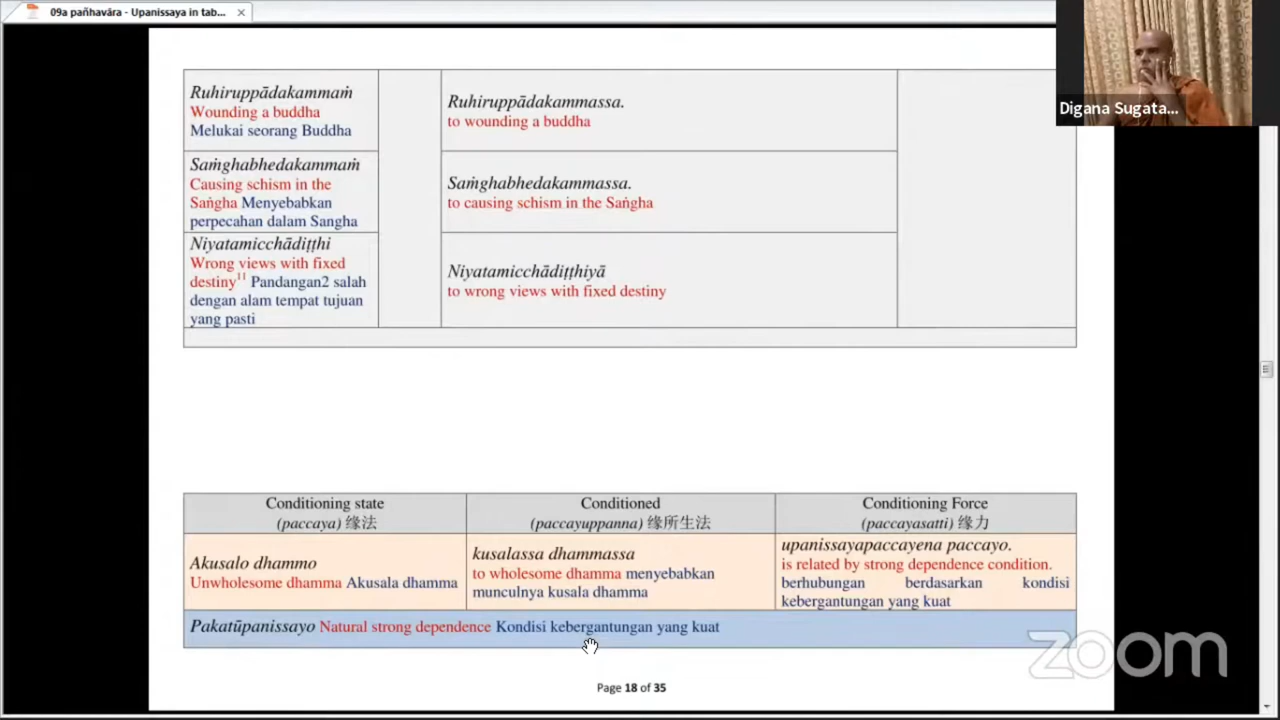 09a pañhavāra - Upanissaya in tab...
Digana Sugata...
Ruhiruppādakammaṁ
Wounding a buddha
Melukai seorang Buddha
Ruhiruppādakammassa.
to wounding a buddha
Saṁghabhedakammaṁ
Causing schism in the
Saṅgha Menyebabkan
perpecahan dalam Sangha
Saṁghabhedakammassa.
to causing schism in the Saṅgha
Niyatamicchādiṭṭhi
Wrong views with fixed
destiny11 Pandangan2 salah
dengan alam tempat tujuan
yang pasti
Niyatamicchādiṭṭhiyā
to wrong views with fixed destiny
Conditioning state
(paccaya) 缘法
Conditioned
(paccayuppanna) 缘所生法
Conditioning Force
(paccayasatti) 缘力
Akusalo dhammo
Unwholesome dhamma Akusala dhamma
kusalassa dhammassa
to wholesome dhamma menyebabkan
munculnya kusala dhamma
upanissayapaccayena paccayo.
is related by strong dependence condition.
berhubungan berdasarkan kondisi
kebergantungan yang kuat
Pakatūpanissayo Natural strong dependence Kondisi kebergantungan yang kuat
zoom
Page 18 of 35